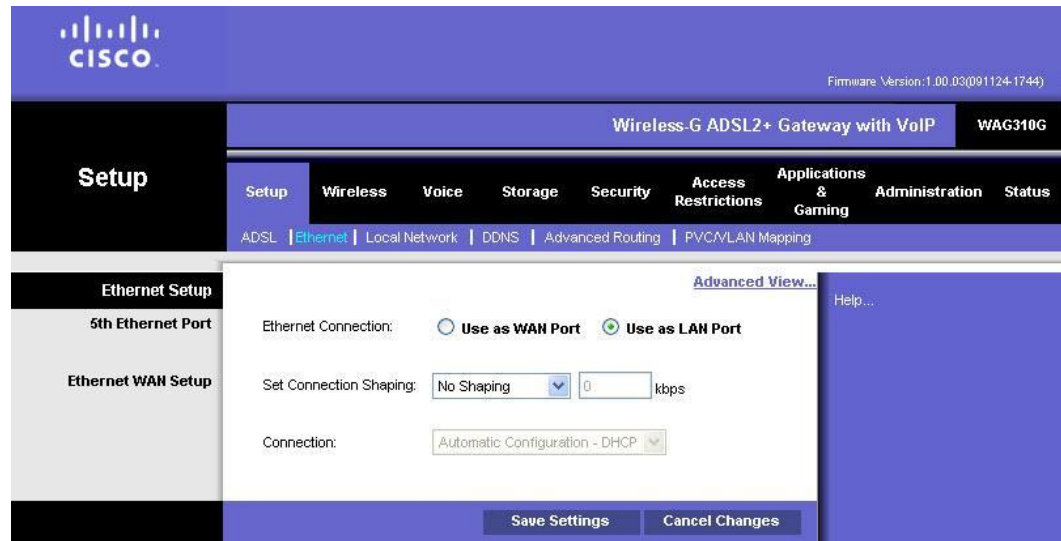 CISCO.
Firmware Version:1.00.03(091124-1744)
Wireless-G ADSL2+ Gateway with VoIP WAG310G
Setup
Setup Wireless Voice Storage Security Access Restrictions Applications & Gaming Administration Status
ADSL | Ethernet | Local Network | DDNS | Advanced Routing | PVC/VLAN Mapping
Ethernet Setup
Advanced View...
Help...
5th Ethernet Port
Ethernet Connection: Use as WAN Port Use as LAN Port
Ethernet WAN Setup
Set Connection Shaping: No Shaping 0 kbps
Connection: Automatic Configuration - DHCP
Save Settings Cancel Changes